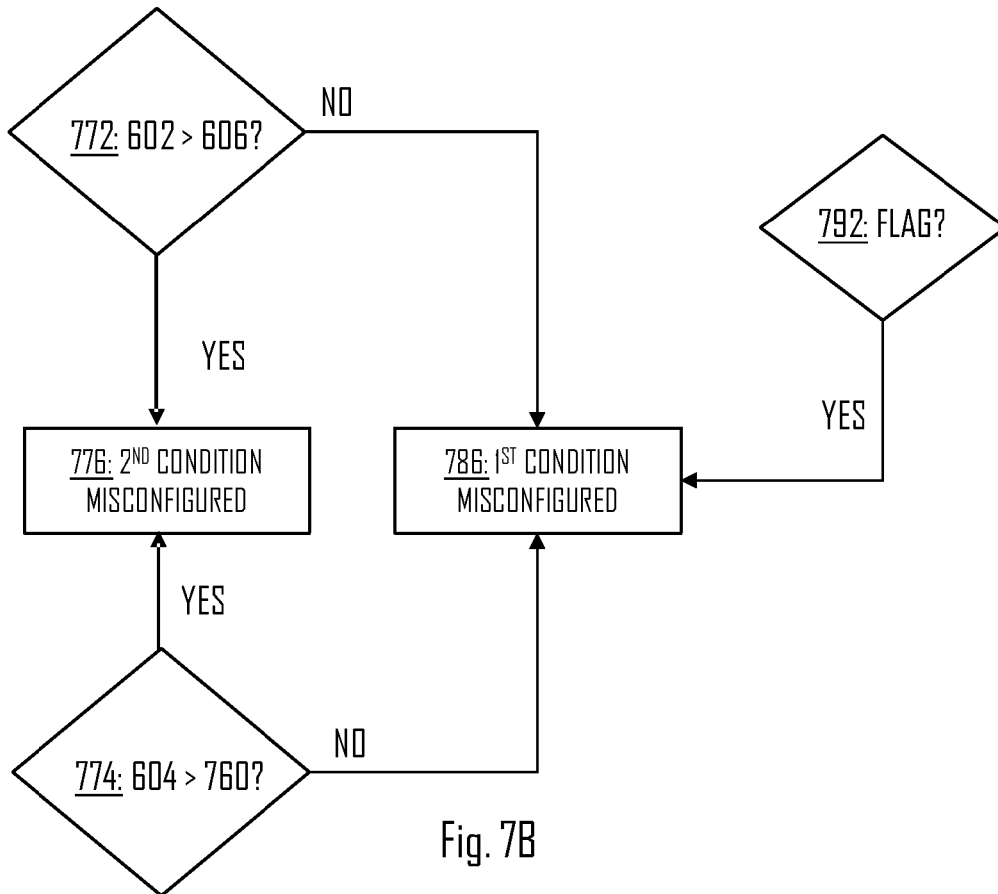 NO
772: 602 > 606?
792: FLAG?
YES
YES
776: 2ND CONDITION
MISCONFIGURED
786: 1ST CONDITION
MISCONFIGURED
YES
NO
774: 604 > 760?
Fig. 7B